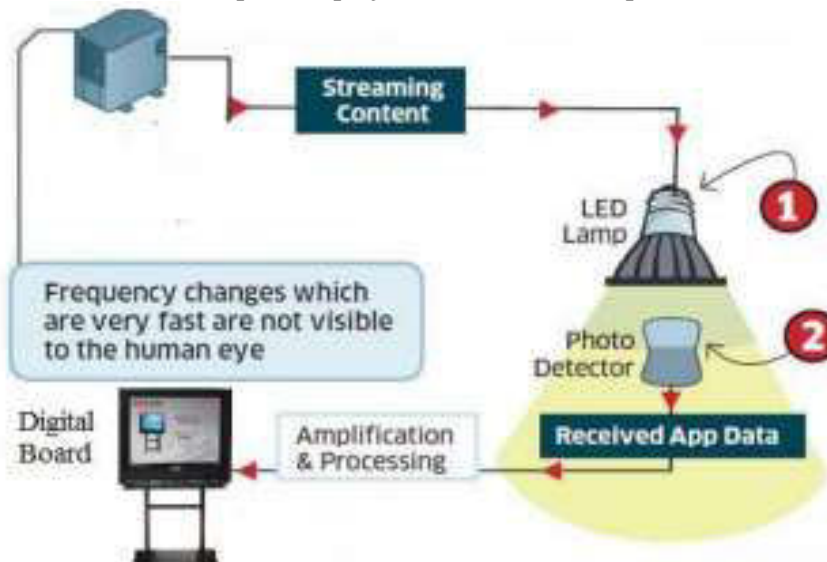 Streaming
Content
LED
Lamp
1
Frequency changes which
are very fast are not visible
to the human eye
Photo
Detector
2
Digital
Board
Amplification
& Processing
Received App Data